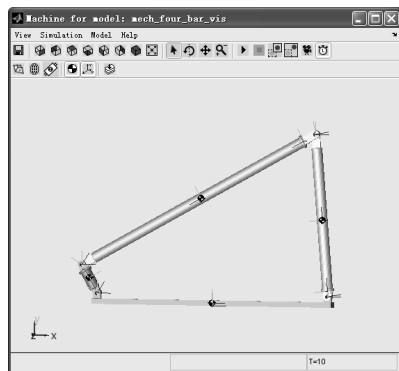 Machine for model: mech_four_bar_vis
View Simulation Model Help
X
T=10